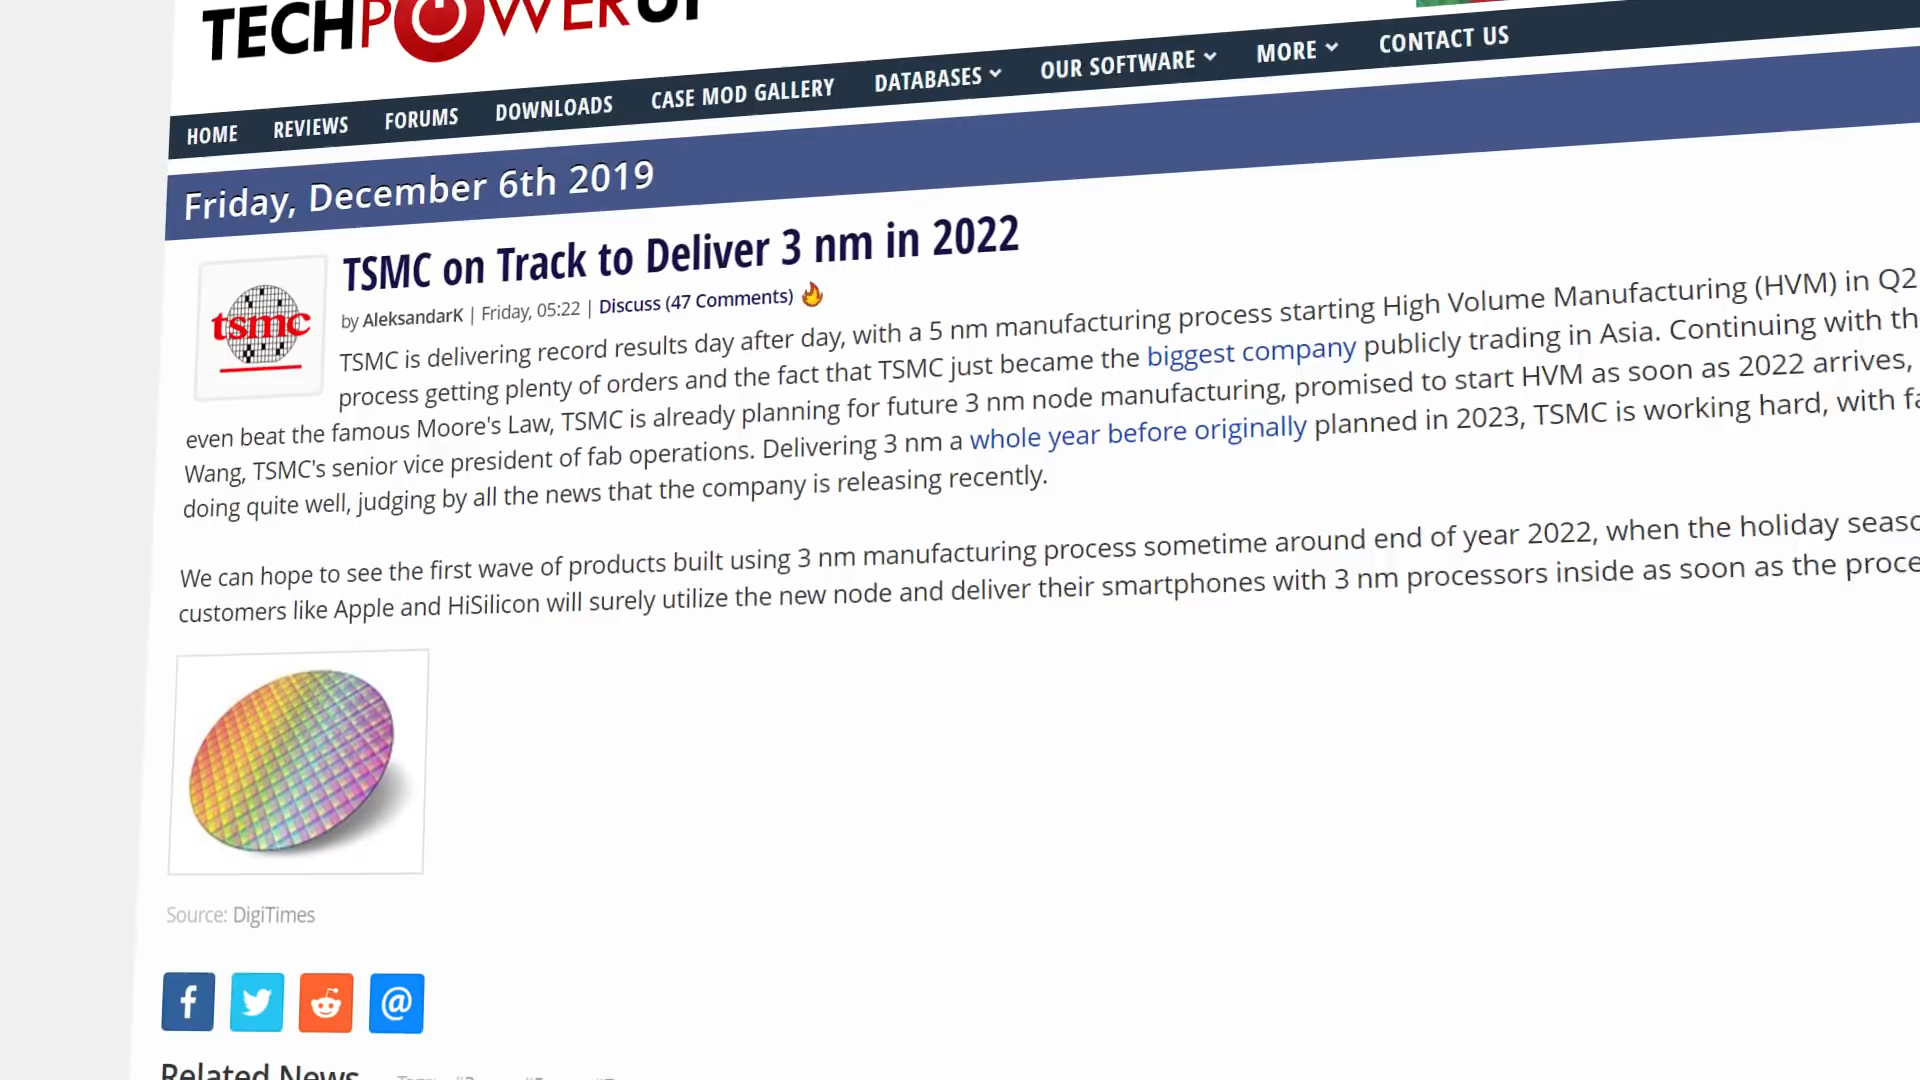 TECHPOWERUP
HOME REVIEWS FORUMS DOWNLOADS CASE MOD GALLERY DATABASES OUR SOFTWARE MORE CONTACT US
Friday, December 6th 2019
TSMC on Track to Deliver 3 nm in 2022
by AleksandarK | Friday, 05:22 | Discuss (47 Comments)
tsmc
TSMC is delivering record results day after day, with a 5 nm manufacturing process starting High Volume Manufacturing (HVM) in Q2
process getting plenty of orders and the fact that TSMC just became the biggest company publicly trading in Asia. Continuing with th
even beat the famous Moore's Law, TSMC is already planning for future 3 nm node manufacturing, promised to start HVM as soon as 2022 arrives,
Wang, TSMC's senior vice president of fab operations. Delivering 3 nm a whole year before originally planned in 2023, TSMC is working hard, with fa
doing quite well, judging by all the news that the company is releasing recently.
We can hope to see the first wave of products built using 3 nm manufacturing process sometime around end of year 2022, when the holiday seaso
customers like Apple and HiSilicon will surely utilize the new node and deliver their smartphones with 3 nm processors inside as soon as the proce
Source: DigiTimes
Related News